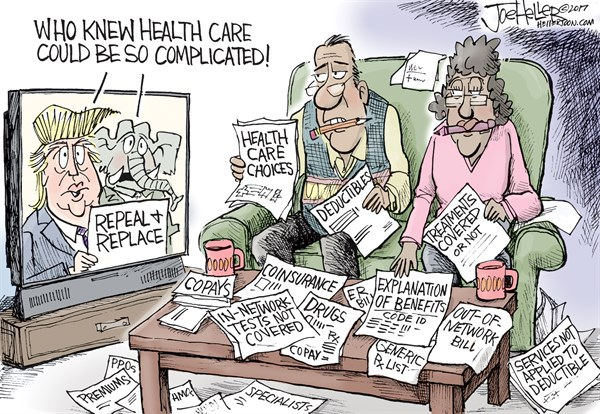 WHO KNEW HEALTH CARE
COULD BE SO COMPLICATED!
Joe Heller ©2017
HELLERTOON.COM
REPEAL &
REPLACE
HEALTH
CARE
CHOICES
DEDUCTIBLES
TREATMENTS
COVERED
OR NOT
COPAYS
COINSURANCE
IN-NETWORK
TESTS NOT
COVERED
DRUGS
COPAY
ER
BILL
EXPLANATION
OF BENEFITS
CODE ID
GENERIC
RX LIST
OUT-OF-
NETWORK
BILL
SERVICES NOT
APPLIED TO
DEDUCTIBLE
PPOs
PREMIUMS
HMOs
SPECIALISTS